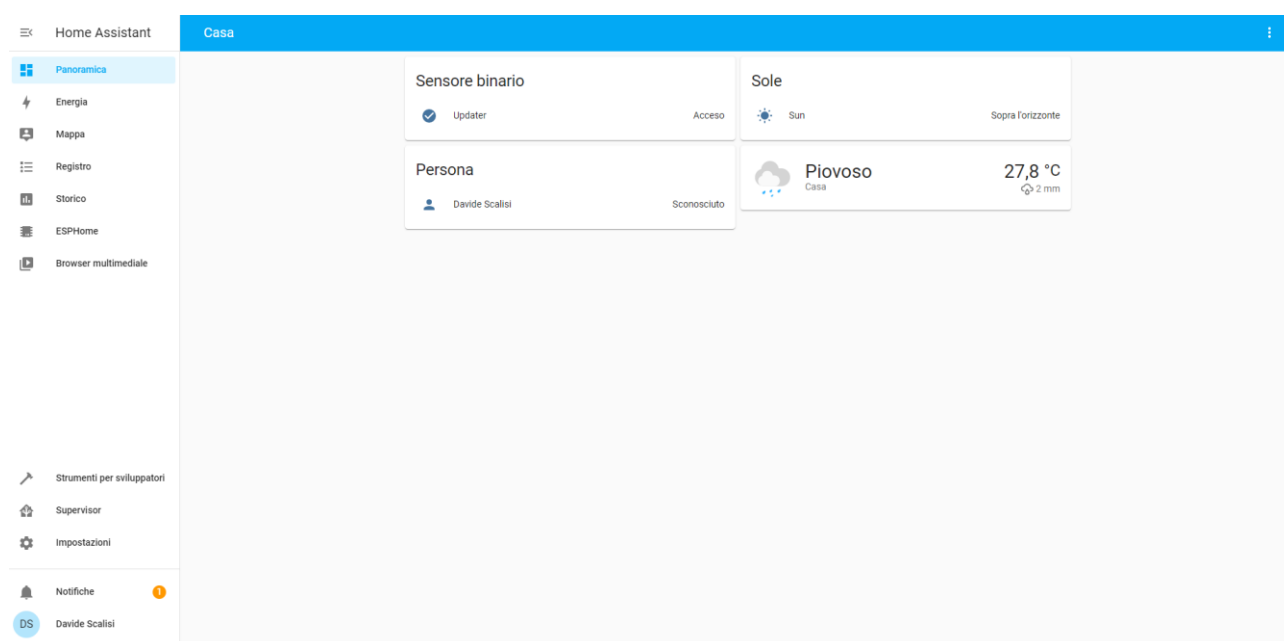 Home Assistant
Panoramica
Energia
Mappa
Registro
Storico
ESPHome
Browser multimediale
Strumenti per sviluppatori
Supervisor
Impostazioni
Notifiche 1
DS Davide Scalisi
Casa
Sensore binario
Updater Acceso
Persona
Davide Scalisi Sconosciuto
Sole
Sun Sopra l'orizzonte
Piovoso 27,8 °C
Casa 2 mm